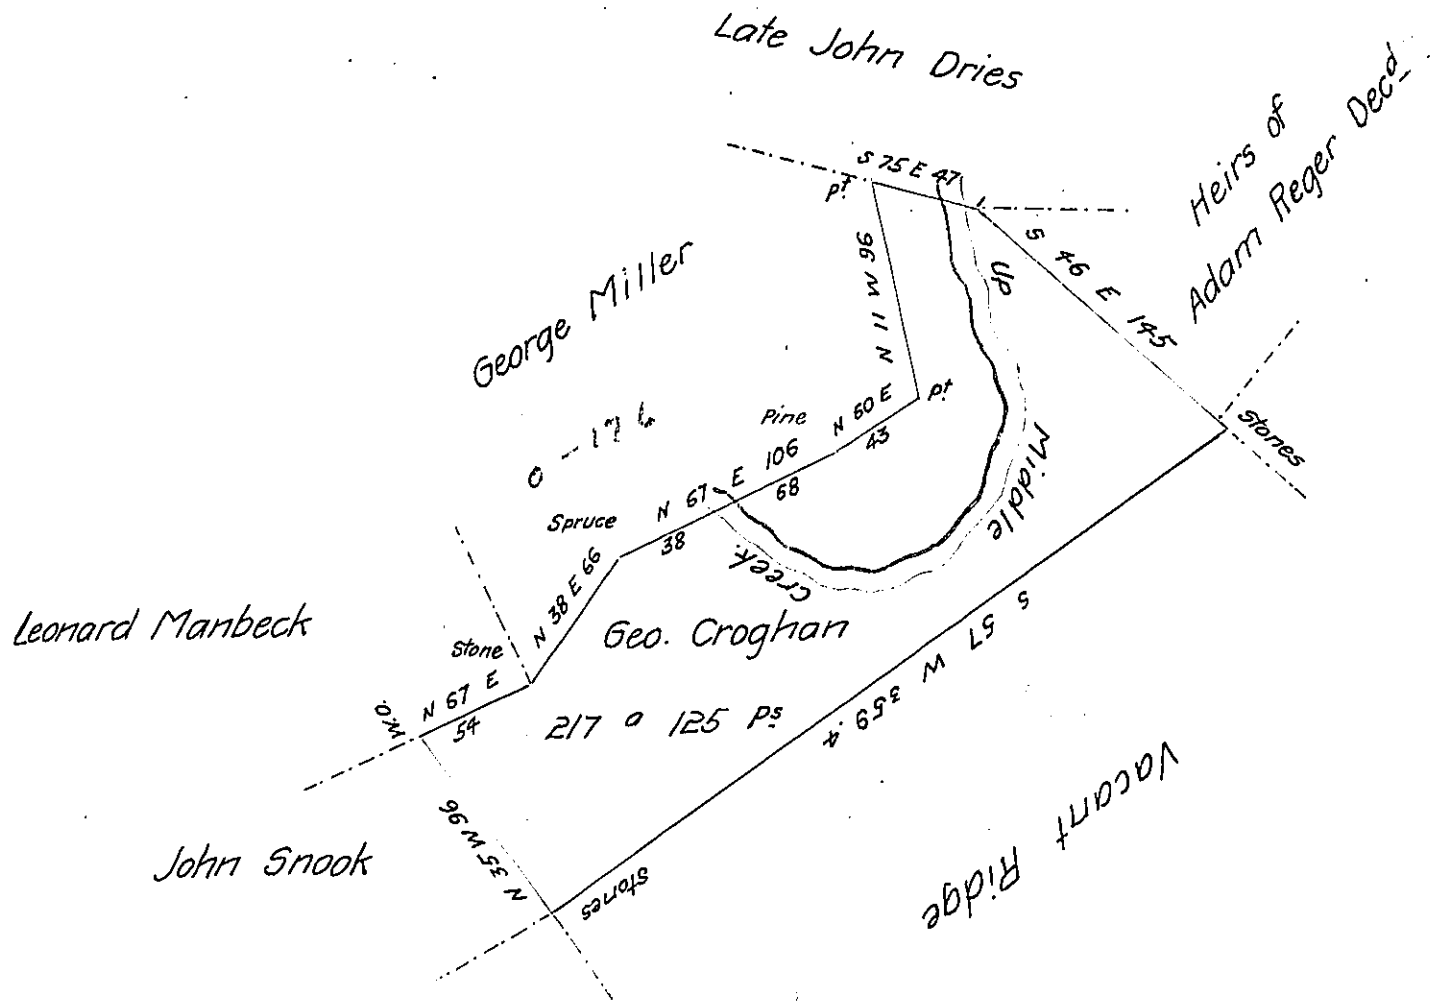 Late John Dries
Heirs of
Adam Reger Decd
S 75 E 47
Pt
N 11 W 96
S 46 E 145
Up
Middle
Creek.
George Miller
Pine
N 60 E
43
Pt
Stones
N 67 E 106
68
38
Spruce
N 38 E 66
Leonard Manbeck
Stone
Geo. Croghan
W.O.
N 67 E
54
217 a 125 Ps
S 57 W 359.4
Vacant
Ridge
John Snook
N 35 W 96
Stones